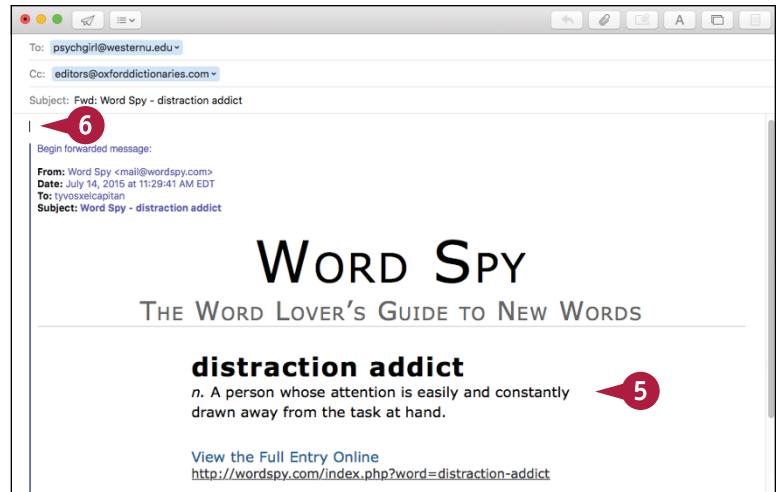 A
To: psychgirl@westernu.edu
Cc: editors@oxforddictionaries.com
Subject: Fwd: Word Spy - distraction addict
6
Begin forwarded message:
From: Word Spy <mail@wordspy.com>
Date: July 14, 2015 at 11:29:41 AM EDT
To: tyvosxelcapitan
Subject: Word Spy - distraction addict
WORD SPY
THE WORD LOVER'S GUIDE TO NEW WORDS
distraction addict
n. A person whose attention is easily and constantly
5
drawn away from the task at hand.
View the Full Entry Online
http://wordspy.com/index.php?word=distraction-addict